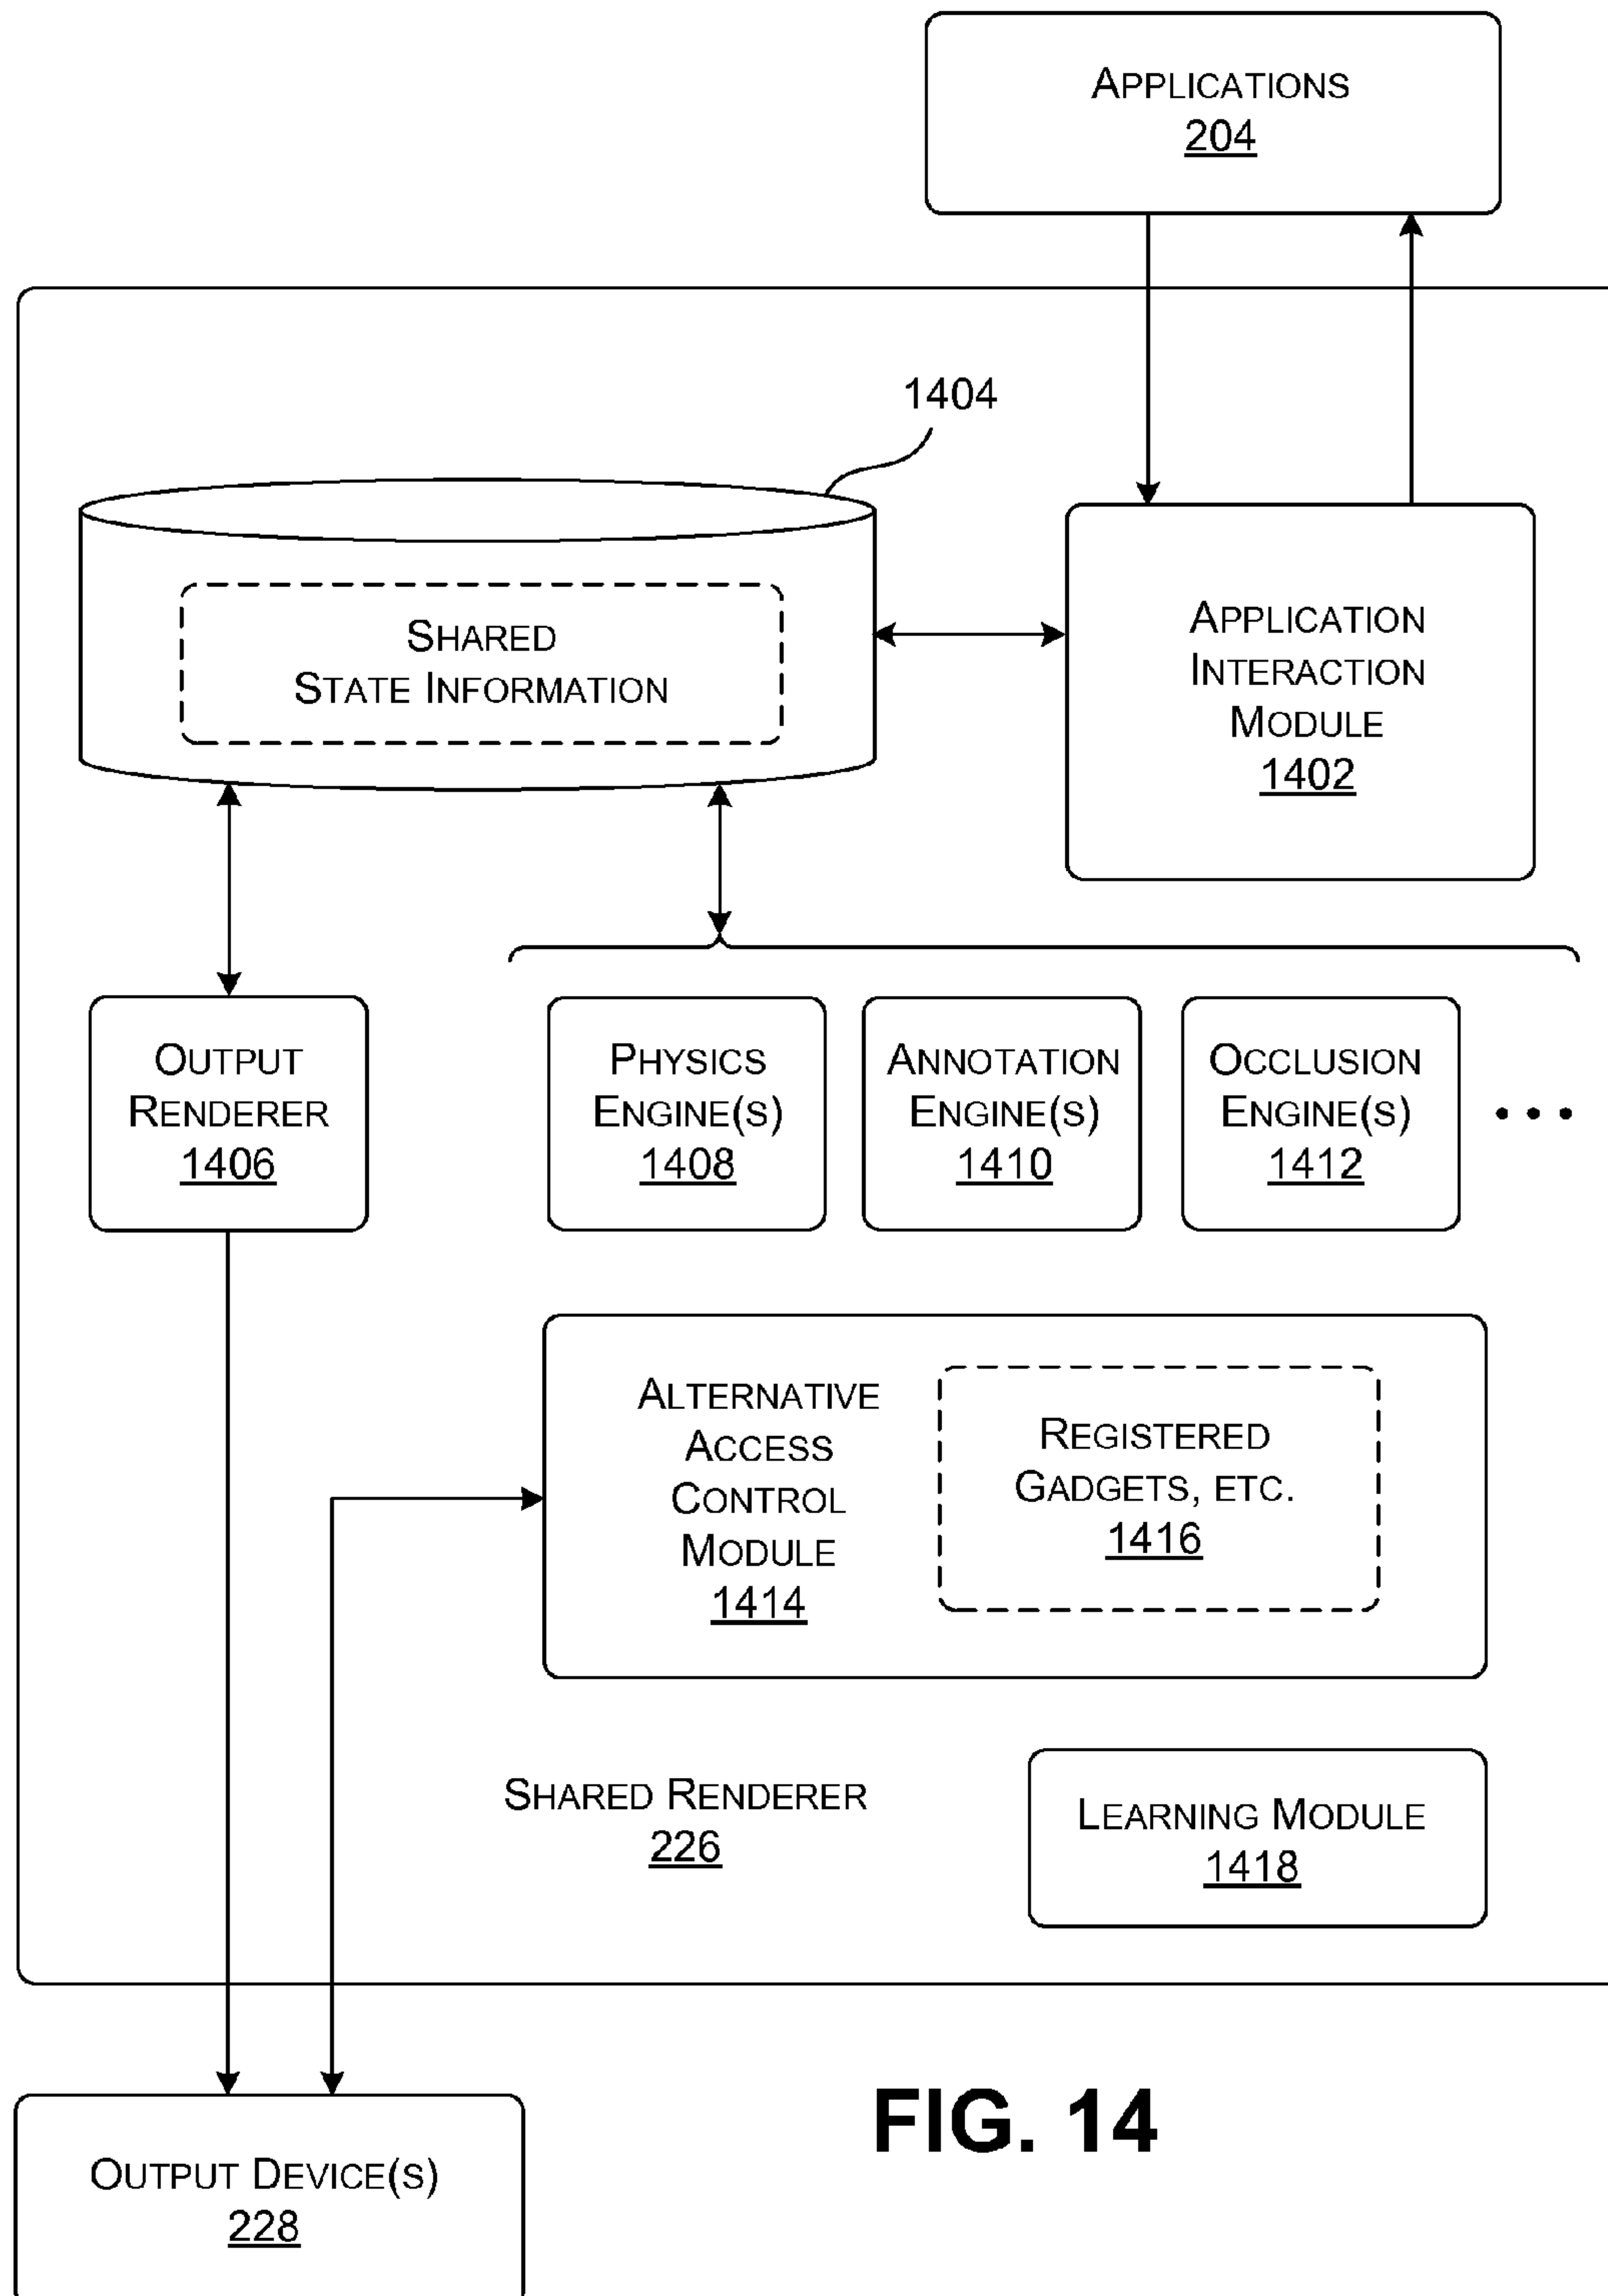 APPLICATIONS
204
1404
SHARED
STATE INFORMATION
APPLICATION
INTERACTION
MODULE
1402
OUTPUT
RENDERER
1406
PHYSICS
ENGINE(S)
1408
ANNOTATION
ENGINE(S)
1410
OCCLUSION
ENGINE(S)
1412
• • •
ALTERNATIVE
ACCESS
CONTROL
MODULE
1414
REGISTERED
GADGETS, ETC.
1416
SHARED RENDERER
226
LEARNING MODULE
1418
OUTPUT DEVICE(S)
228
FIG. 14